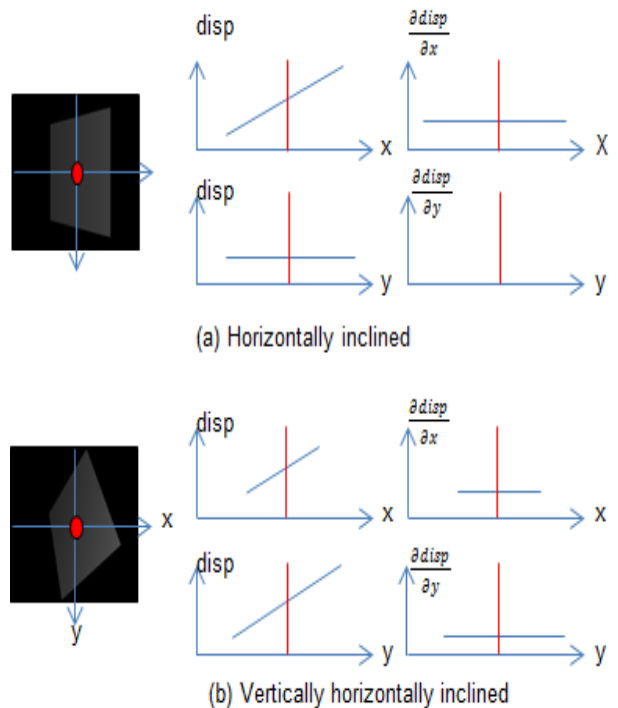 disp
∂disp
∂x
x
X
disp
∂disp
∂y
y
y
(a) Horizontally inclined
disp
∂disp
∂x
x
x
x
disp
∂disp
∂y
y
y
y
(b) Vertically horizontally inclined